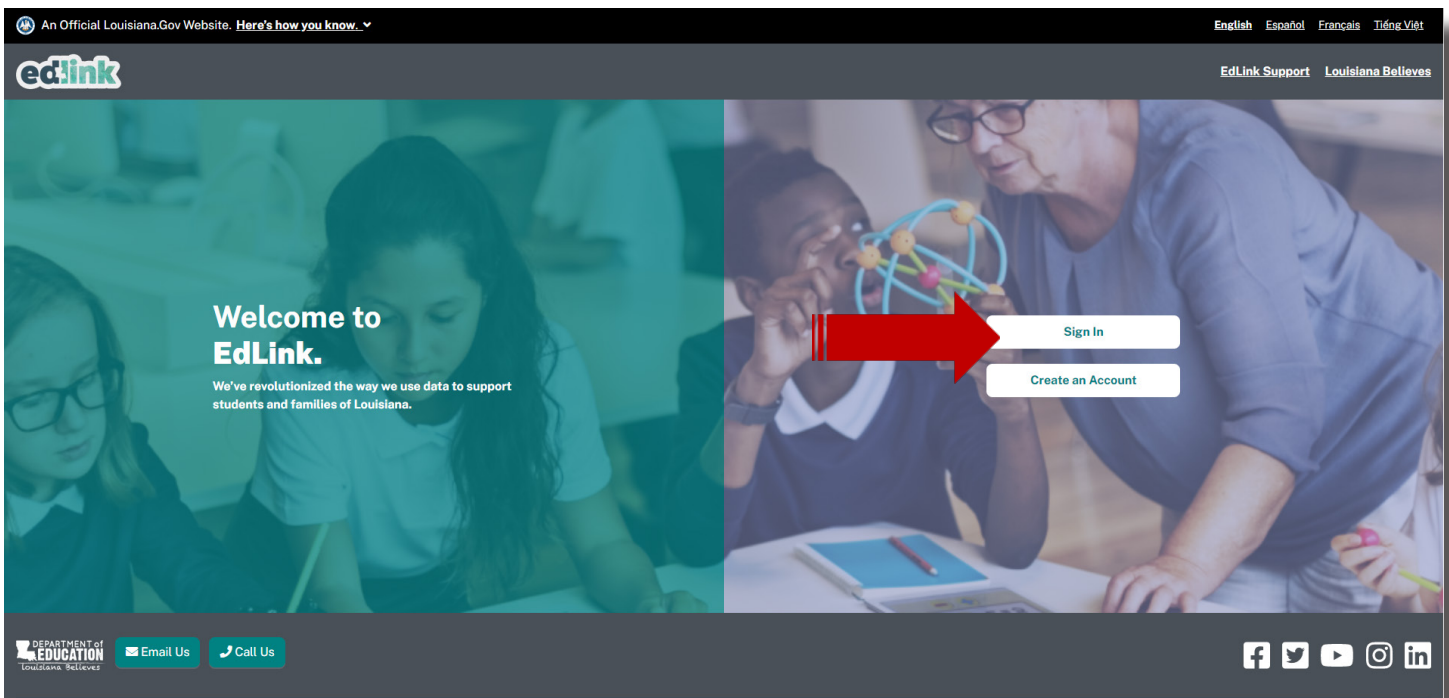 An Official Louisiana.Gov Website. Here's how you know.
English Español Français Tiếng Việt
edlink
EdLink Support Louisiana Believes
Welcome to
EdLink.
We've revolutionized the way we use data to support
students and families of Louisiana.
Sign In
Create an Account
DEPARTMENT of
EDUCATION
Louisiana Believes
Email Us
Call Us